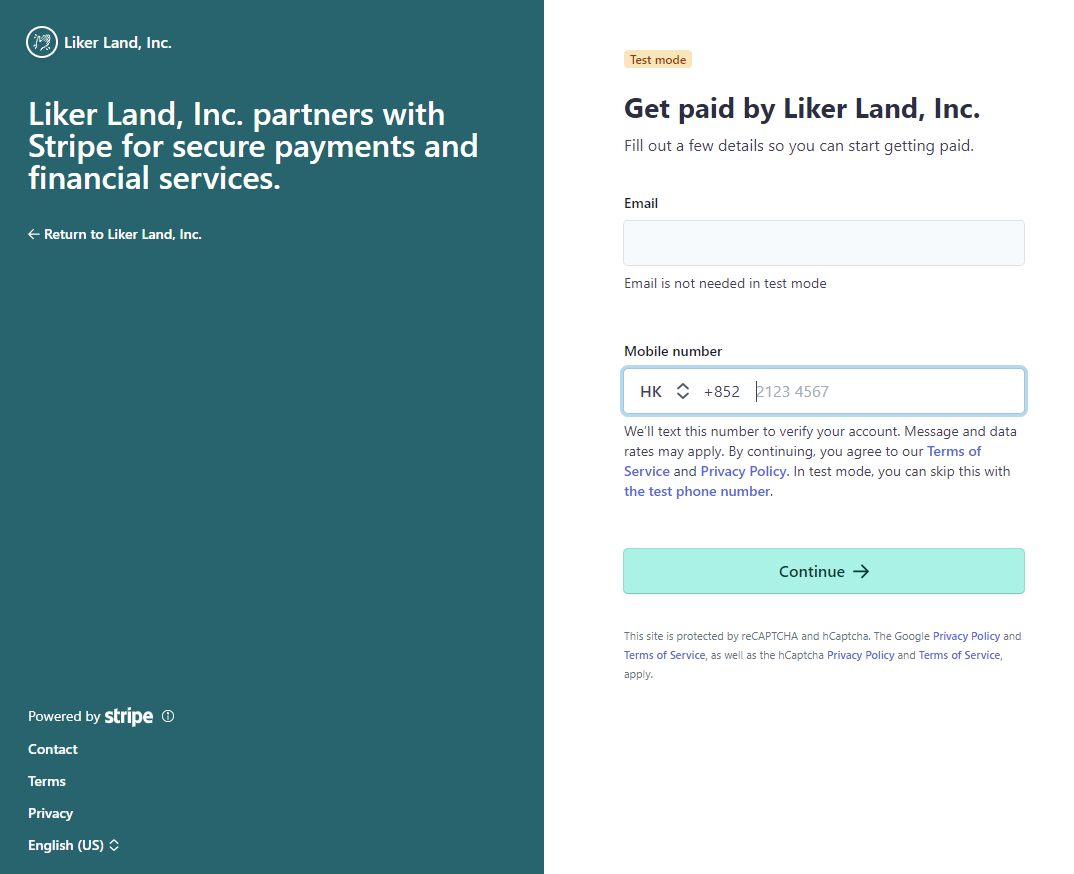 Liker Land, Inc.
Liker Land, Inc. partners with
Stripe for secure payments and
financial services.
← Return to Liker Land, Inc.
Powered by stripe
Contact
Terms
Privacy
English (US)
Test mode
Get paid by Liker Land, Inc.
Fill out a few details so you can start getting paid.
Email
Email is not needed in test mode
Mobile number
HK +852 2123 4567
We’ll text this number to verify your account. Message and data
rates may apply. By continuing, you agree to our Terms of
Service and Privacy Policy. In test mode, you can skip this with
the test phone number.
Continue →
This site is protected by reCAPTCHA and hCaptcha. The Google Privacy Policy and
Terms of Service, as well as the hCaptcha Privacy Policy and Terms of Service,
apply.